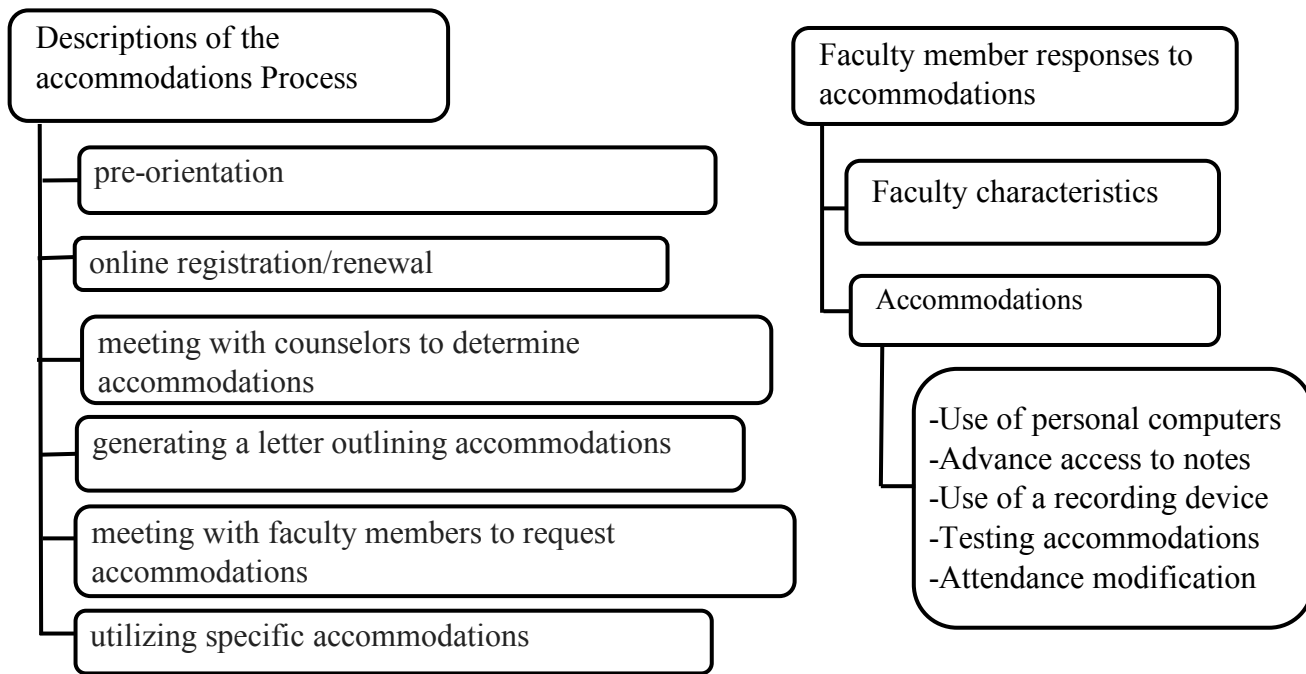 Descriptions of the
accommodations Process
pre-orientation
online registration/renewal
meeting with counselors to determine
accommodations
generating a letter outlining accommodations
meeting with faculty members to request
accommodations
utilizing specific accommodations
Faculty member responses to
accommodations
Faculty characteristics
Accommodations
-Use of personal computers
-Advance access to notes
-Use of a recording device
-Testing accommodations
-Attendance modification